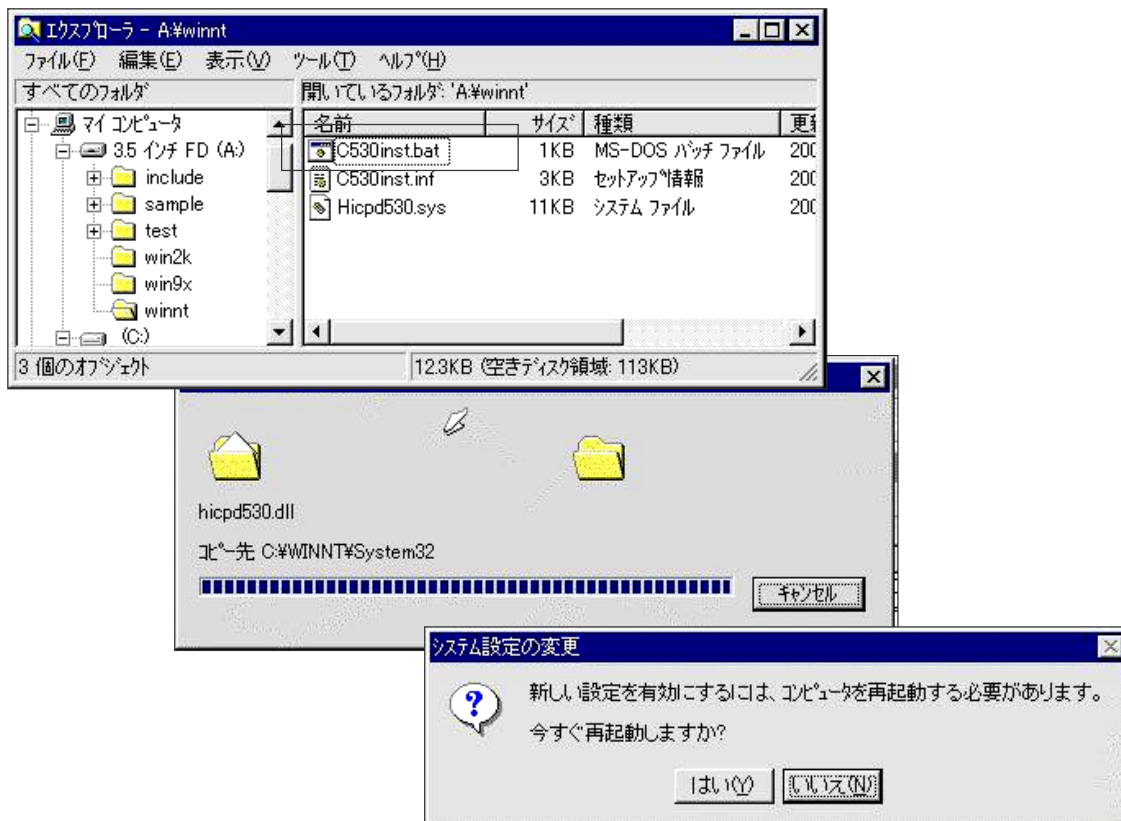 エクスプローラ - A:¥winnt
ファイル(F) 編集(E) 表示(V) ツール(T) ヘルプ(H)
すべてのフォルダ
開いているフォルダ: 'A:¥winnt'
マイ コンピュータ
3.5 インチ FD (A:)
include
sample
test
win2k
win9x
winnt
(C:)
名前 サイズ 種類 更新
C530inst.bat 1KB MS-DOS バッチ ファイル 200
C530inst.inf 3KB セットアップ情報 200
Hicpd530.sys 11KB システム ファイル 200
3 個のオブジェクト
12.3KB (空きディスク領域: 113KB)
hicpd530.dll
コピー先 C:¥WINNT¥System32
キャンセル
システム設定の変更
新しい設定を有効にするには、コンピュータを再起動する必要があります。
今すぐ再起動しますか?
はい(Y) いいえ(N)